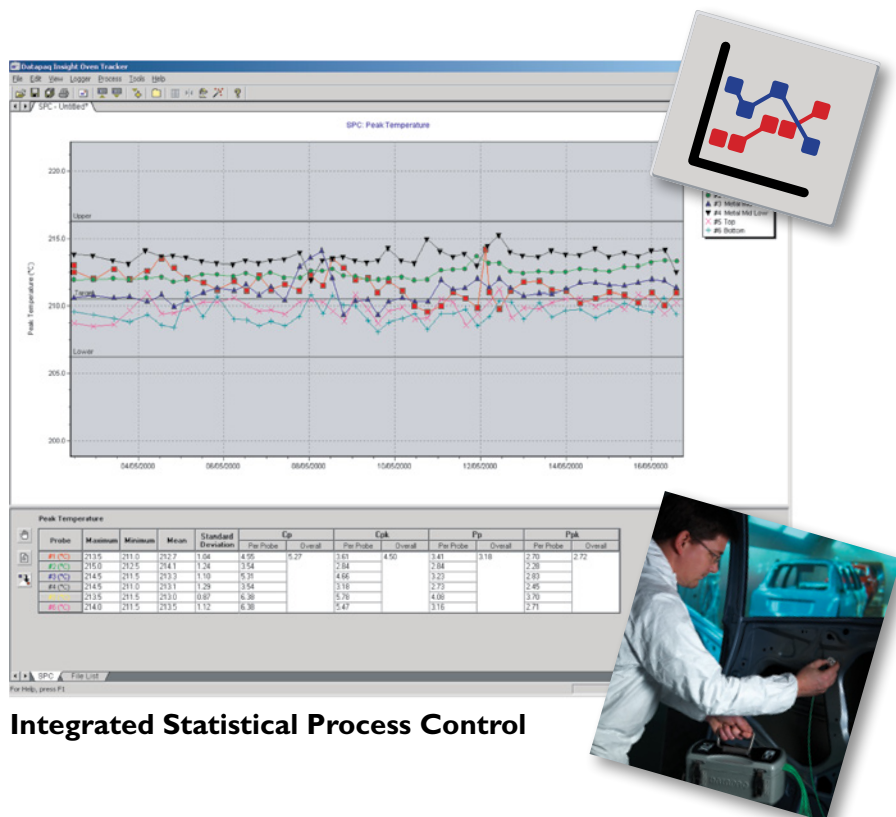 Datapaq Insight Oven Tracker
File Edit View Logger Process Tools Help
SPC - Untitled*
SPC: Peak Temperature
#3 Metal Mid
#4 Metal Mid Low
#5 Top
#6 Bottom
220.0
Upper
215.0
Target
210.0
Lower
205.0
200.0
Peak Temperature (°C)
04/05/2000 06/05/2000 08/05/2000 10/05/2000 12/05/2000 14/05/2000 16/05/2000
Peak Temperature
Probe Maximum Minimum Mean Standard Deviation Cp Cpk Pp Ppk
Per Probe Overall Per Probe Overall Per Probe Overall Per Probe Overall
#1 (°C) 213.5 211.0 212.7 1.04 4.55 5.27 3.61 4.50 3.41 3.18 2.70 2.72
#2 (°C) 215.0 212.5 214.1 1.24 3.54 2.84 2.84 2.28
#3 (°C) 214.5 211.5 213.3 1.10 5.31 4.66 3.23 2.83
#4 (°C) 214.5 211.0 213.1 1.29 3.54 3.18 2.73 2.45
213.5 211.5 213.0 0.87 6.38 5.78 4.08 3.70
#6 (°C) 214.0 211.5 213.5 1.12 6.38 5.47 3.16 2.71
SPC File List
For Help, press F1
Integrated Statistical Process Control
DATAPAQ